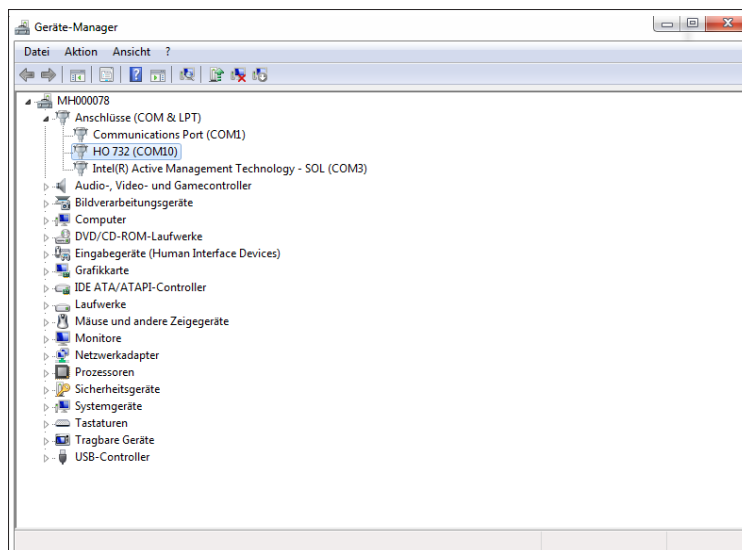 Geräte-Manager
Datei Aktion Ansicht ?
MH000078
Anschlüsse (COM & LPT)
Communications Port (COM1)
HO 732 (COM10)
Intel(R) Active Management Technology - SOL (COM3)
Audio-, Video- und Gamecontroller
Bildverarbeitungsgeräte
Computer
DVD/CD-ROM-Laufwerke
Eingabegeräte (Human Interface Devices)
Grafikkarte
IDE ATA/ATAPI-Controller
Laufwerke
Mäuse und andere Zeigegeräte
Monitore
Netzwerkadapter
Prozessoren
Sicherheitsgeräte
Systemgeräte
Tastaturen
Tragbare Geräte
USB-Controller